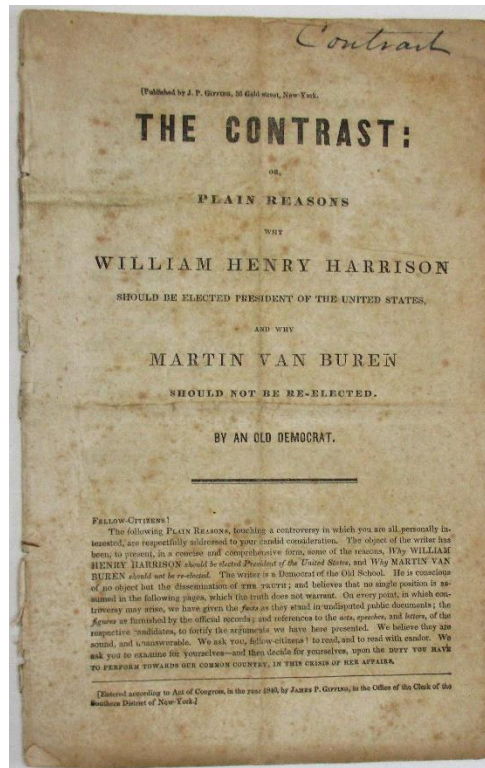 Contrast
[Published by J. P. Giffing, 56 Gold street, New-York.
THE CONTRAST:
OR,
PLAIN REASONS
WHY
WILLIAM HENRY HARRISON
SHOULD BE ELECTED PRESIDENT OF THE UNITED STATES,
AND WHY
MARTIN VAN BUREN
SHOULD NOT BE RE-ELECTED.
BY AN OLD DEMOCRAT.
Fellow-Citizens!
The following Plain Reasons, touching a controversy in which you are all personally in-
terested, are respectfully addressed to your candid consideration. The object of the writer has
been, to present, in a concise and comprehensive form, some of the reasons, Why WILLIAM
HENRY HARRISON should be elected President of the United States, and Why MARTIN VAN
BUREN should not be re-elected. The writer is a Democrat of the Old School. He is conscious
of no object but the dissemination of THE TRUTH; and believes that no single position is as-
sumed in the following pages, which the truth does not warrant. On every point, in which con-
troversy may arise, we have given the facts as they stand in undisputed public documents; the
figures as furnished by the official records; and references to the acts, speeches, and letters, of the
respective candidates, to fortify the arguments we have here presented. We believe they are
sound, and unanswerable. We ask you, fellow-citizens! to read, and to read with candor. We
ask you to examine for yourselves—and then decide for yourselves, upon the DUTY YOU HAVE
TO PERFORM TOWARDS OUR COMMON COUNTRY, IN THIS CRISIS OF HER AFFAIRS.
[Entered according to Act of Congress, in the year 1840, by James P. Giffing, in the Office of the Clerk of the
Southern District of New-York.]